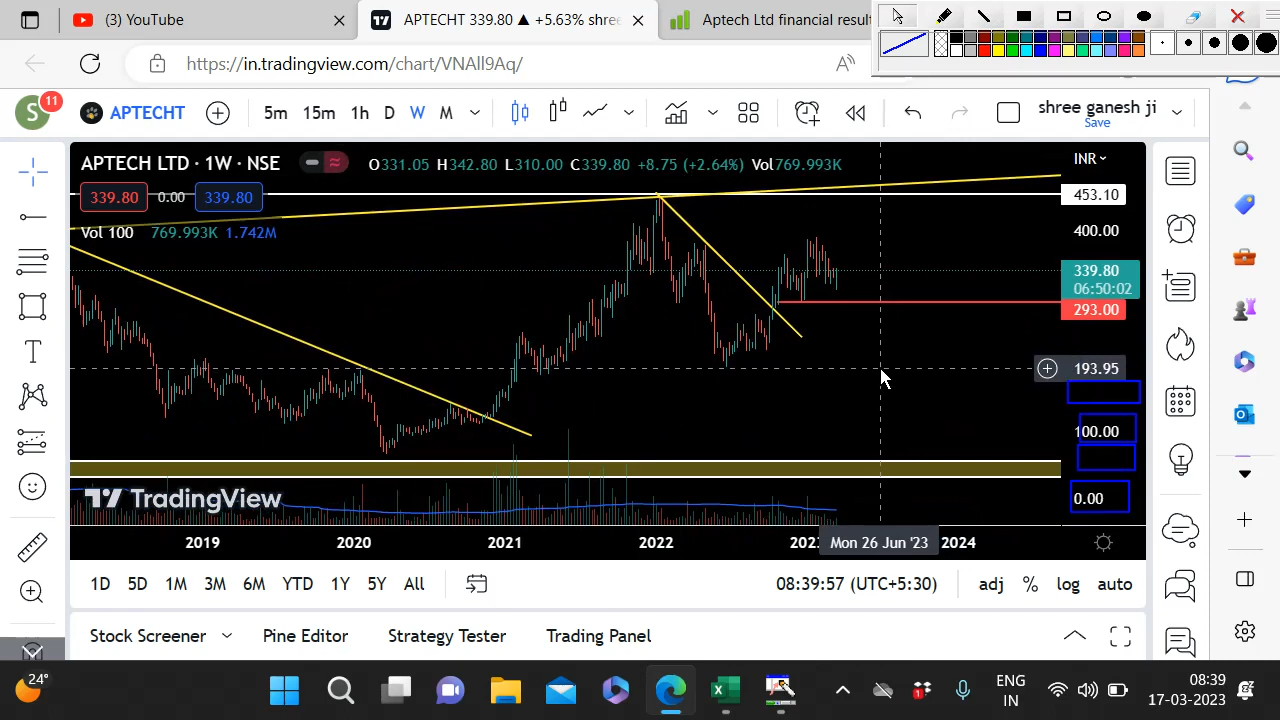 (3) YouTube
APTECHT 339.80 ▲ +5.63% shre
Aptech Ltd financial result
https://in.tradingview.com/chart/VNAll9Aq/
S 11 APTECHT 5m 15m 1h D W M shree ganesh ji
Save
APTECH LTD · 1W · NSE O331.05 H342.80 L310.00 C339.80 +8.75 (+2.64%) Vol769.993K
INR
339.80 0.00 339.80
453.10
Vol 100 769.993K 1.742M
400.00
339.80
06:50:02
293.00
193.95
100.00
0.00
TradingView
2019 2020 2021 2022 Mon 26 Jun '23 2024
1D 5D 1M 3M 6M YTD 1Y 5Y All 08:39:57 (UTC+5:30) adj % log auto
Stock Screener Pine Editor Strategy Tester Trading Panel
24°
ENG
IN
08:39
17-03-2023